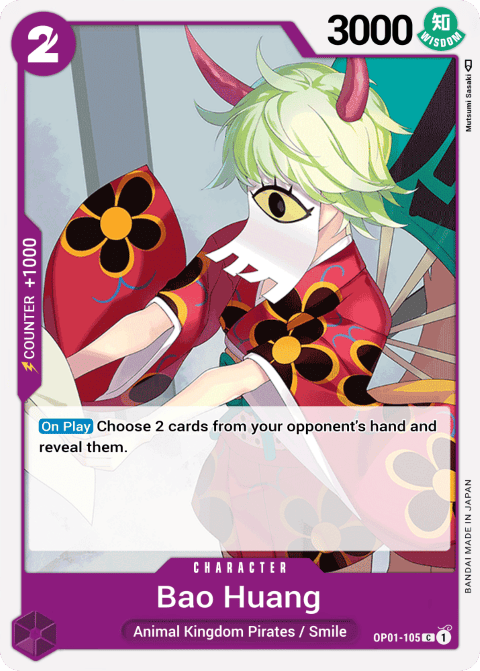 2
3000
知
WISDOM
Mutsumi Sasaki
COUNTER +1000
On Play Choose 2 cards from your opponent's hand and
reveal them.
BANDAI MADE IN JAPAN
CHARACTER
Bao Huang
Animal Kingdom Pirates / Smile
OP01-105 C 1